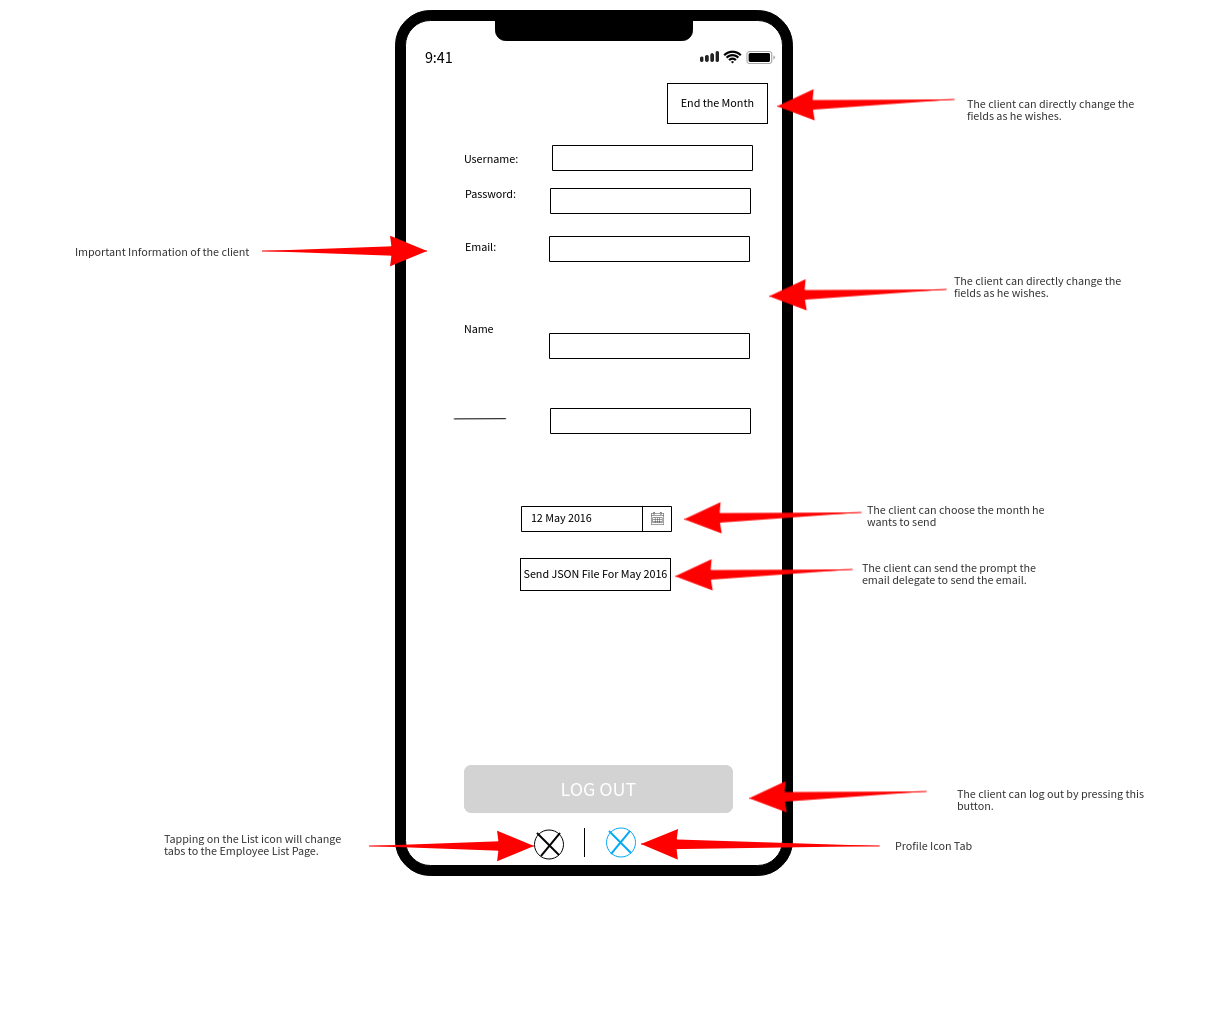 9:41
End the Month
The client can directly change the
fields as he wishes.
Username:
Password:
Email:
Important Information of the client
The client can directly change the
fields as he wishes.
Name
12 May 2016
The client can choose the month he
wants to send
Send JSON File For May 2016
The client can send the prompt the
email delegate to send the email.
LOG OUT
The client can log out by pressing this
button.
Tapping on the List icon will change
tabs to the Employee List Page.
Profile Icon Tab